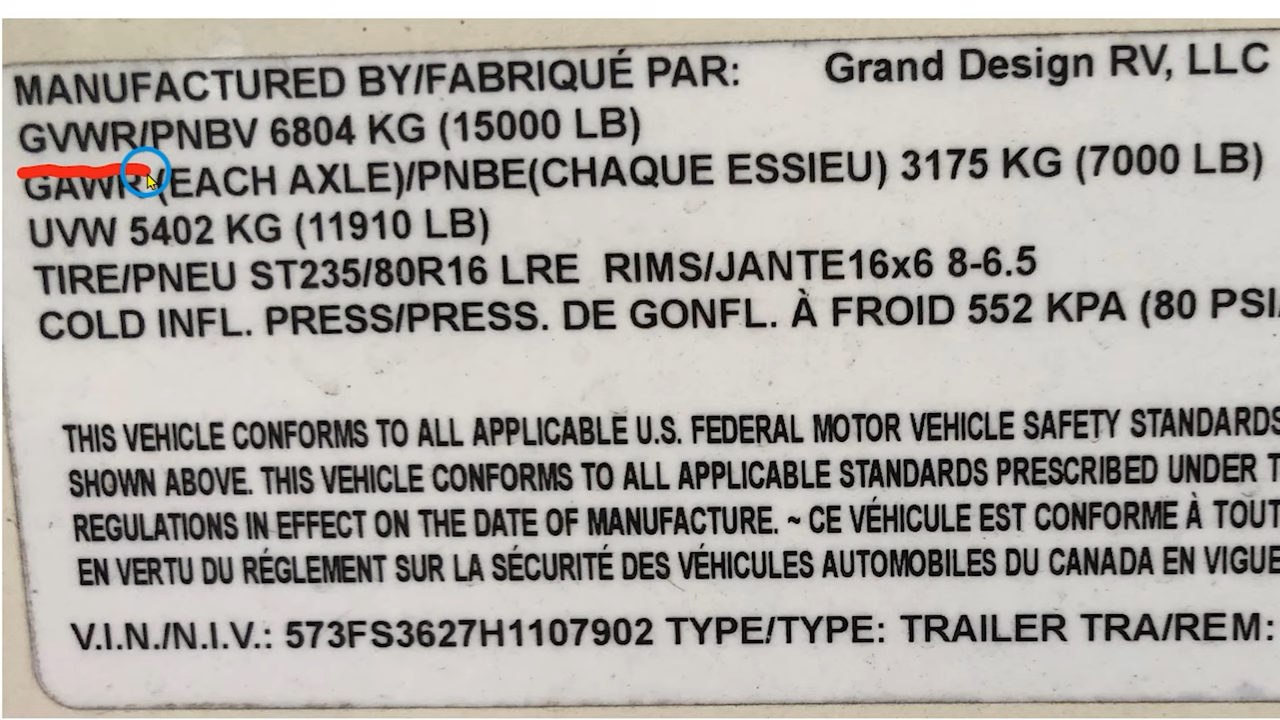 MANUFACTURED BY/FABRIQUÉ PAR: Grand Design RV, LLC
GVWR/PNBV 6804 KG (15000 LB)
GAWR (EACH AXLE)/PNBE(CHAQUE ESSIEU) 3175 KG (7000 LB)
UVW 5402 KG (11910 LB)
TIRE/PNEU ST235/80R16 LRE RIMS/JANTE16x6 8-6.5
COLD INFL. PRESS/PRESS. DE GONFL. À FROID 552 KPA (80 PSI
THIS VEHICLE CONFORMS TO ALL APPLICABLE U.S. FEDERAL MOTOR VEHICLE SAFETY STANDARDS
SHOWN ABOVE. THIS VEHICLE CONFORMS TO ALL APPLICABLE STANDARDS PRESCRIBED UNDER
REGULATIONS IN EFFECT ON THE DATE OF MANUFACTURE. ~ CE VÉHICULE EST CONFORME À TOUT
EN VERTU DU RÉGLEMENT SUR LA SÉCURITÉ DES VÉHICULES AUTOMOBILES DU CANADA EN VIGUE
V.I.N./N.I.V.: 573FS3627H1107902 TYPE/TYPE: TRAILER TRA/REM: